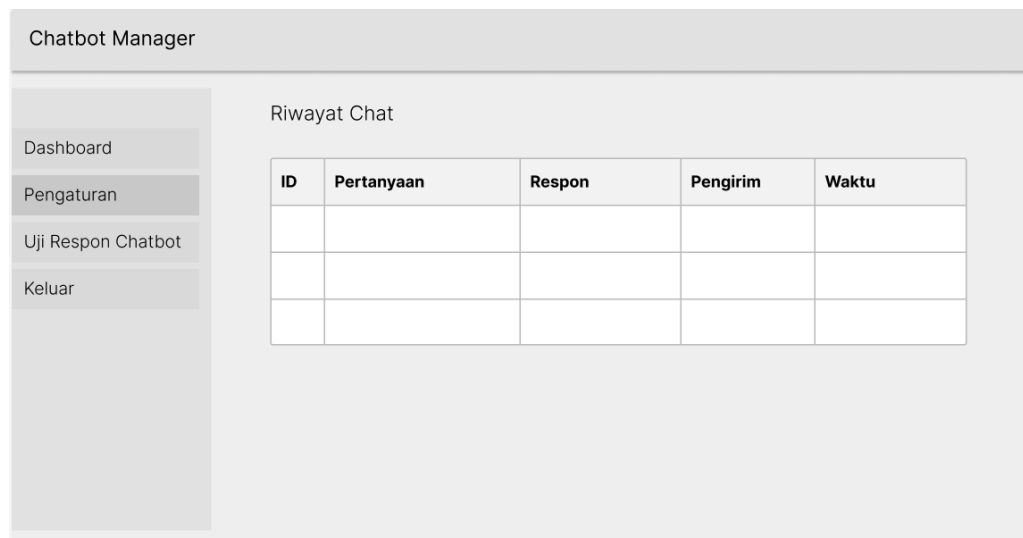 Chatbot Manager
Riwayat Chat
Dashboard
Pengaturan
Uji Respon Chatbot
Keluar
ID Pertanyaan Respon Pengirim Waktu